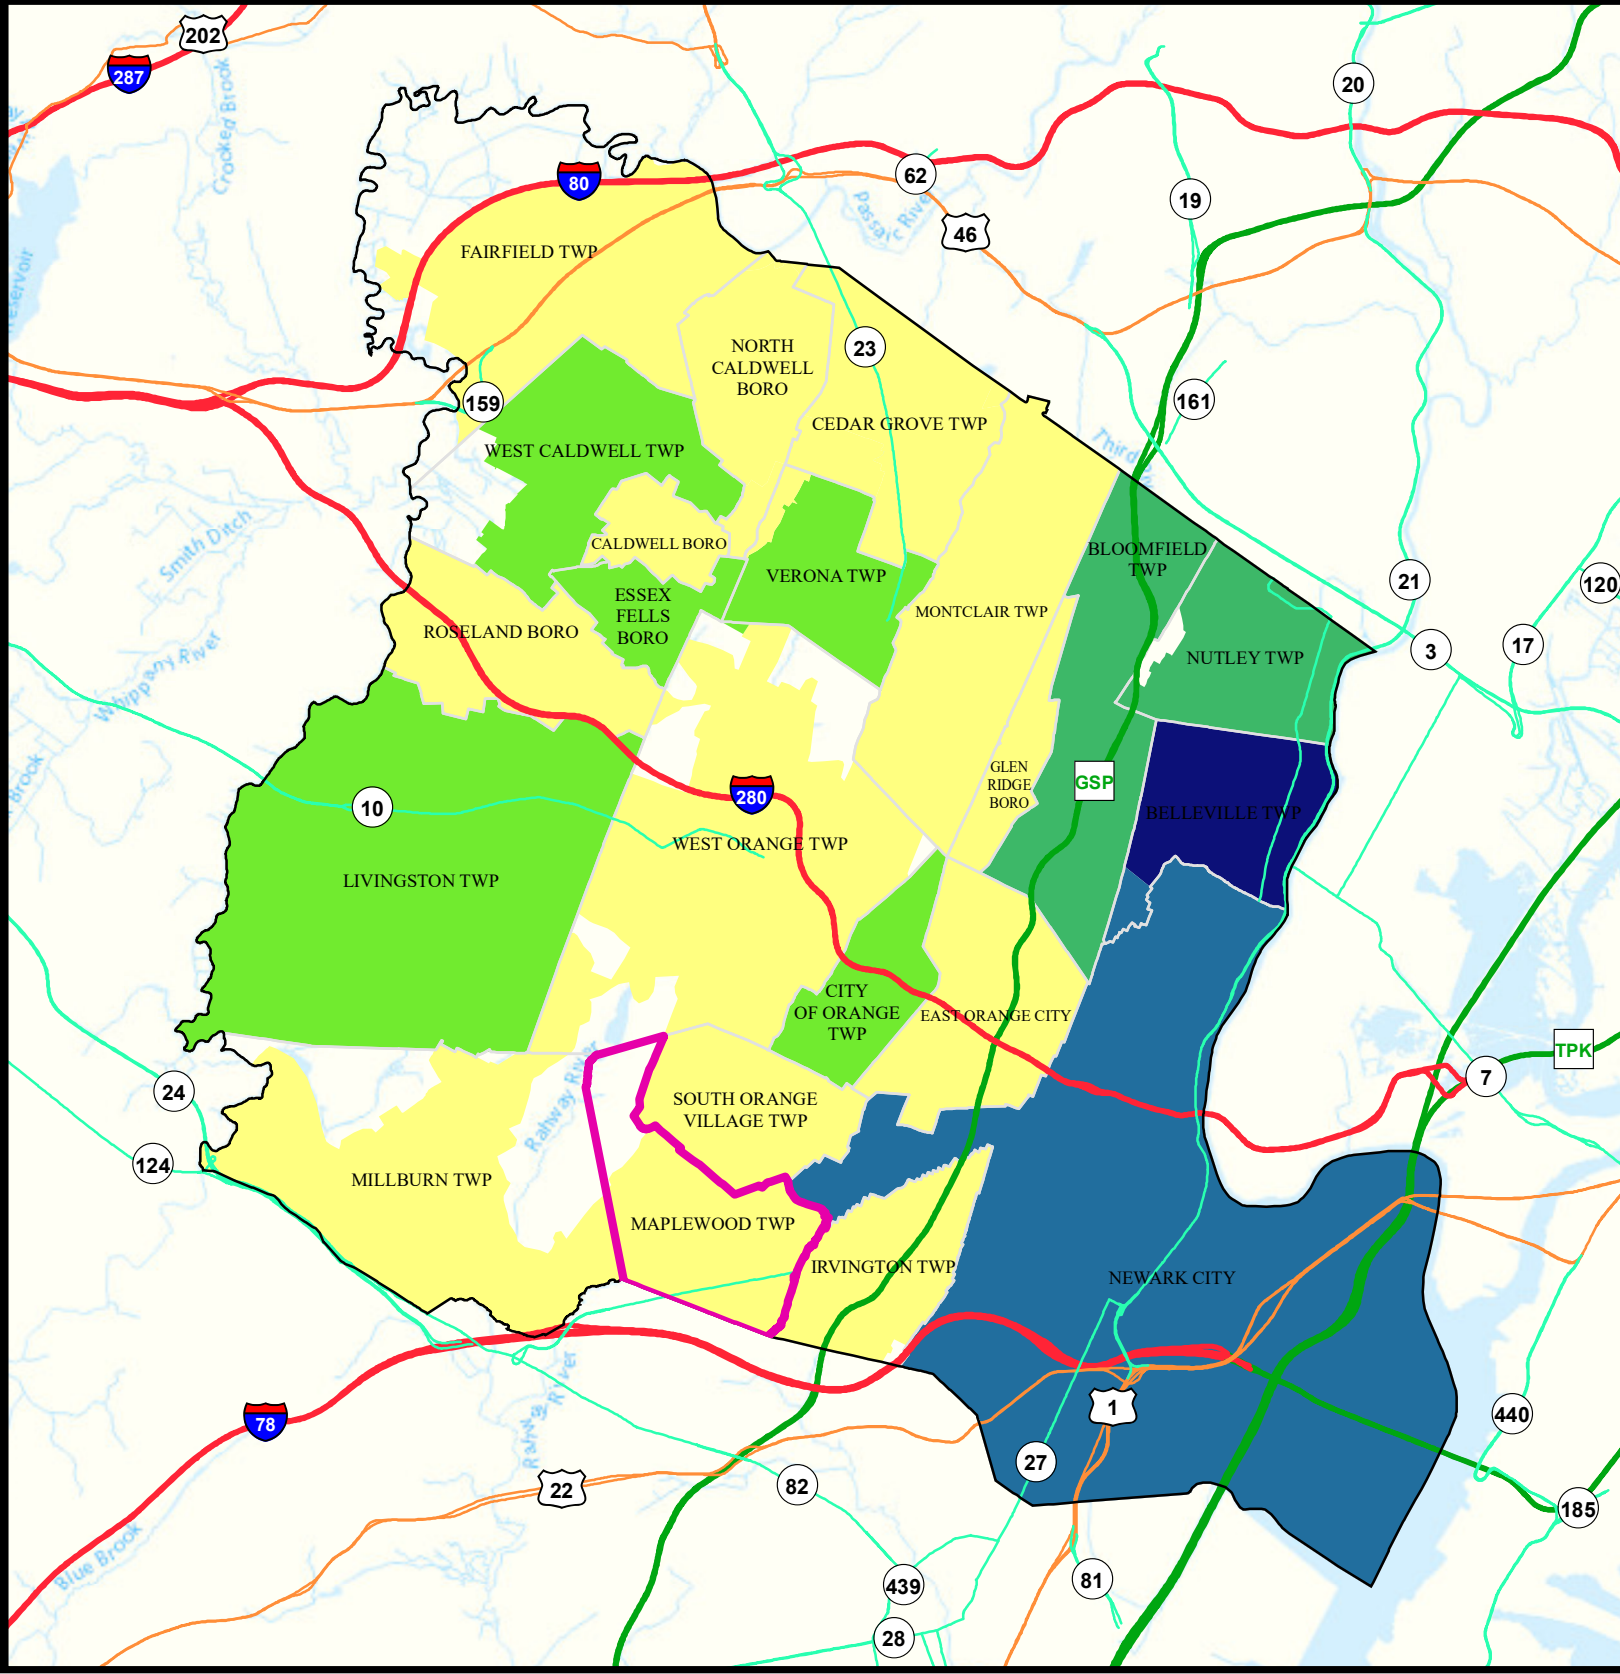 202
287
Crooked Brook
80
62
Passaic River
46
19
20
FAIRFIELD TWP
Reservoir
NORTH
CALDWELL
BORO
23
159
161
CEDAR GROVE TWP
WEST CALDWELL TWP
Smith Ditch
CALDWELL BORO
BLOOMFIELD
TWP
VERONA TWP
21
120
ESSEX
FELLS
BORO
MONTCLAIR TWP
ROSELAND BORO
Whippany River
NUTLEY TWP
3
17
Brook
GLEN
RIDGE
BORO
GSP
280
10
BELLEVILLE TWP
WEST ORANGE TWP
LIVINGSTON TWP
CITY
OF ORANGE
TWP
EAST ORANGE CITY
TPK
7
24
Rahway River
SOUTH ORANGE
VILLAGE TWP
124
MILLBURN TWP
MAPLEWOOD TWP
IRVINGTON TWP
NEWARK CITY
78
River
1
440
27
22
82
185
Blue Brook
439
81
28